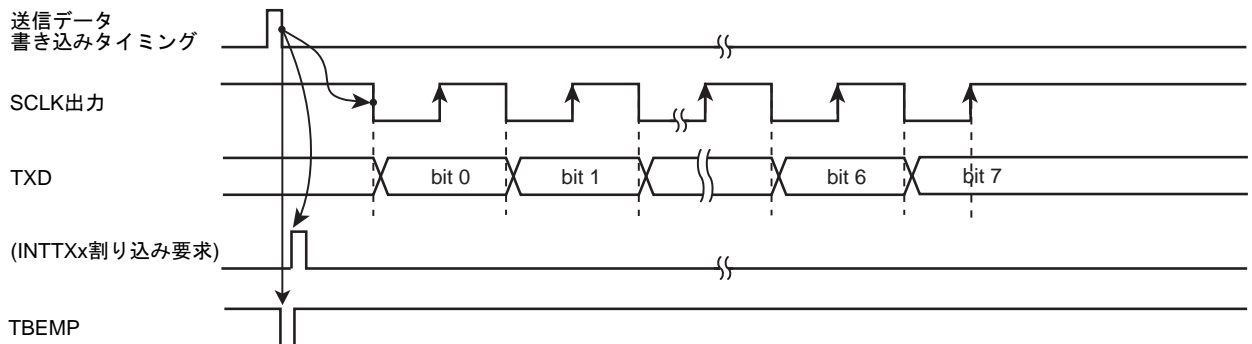 送信データ
書き込みタイミング
SCLK出力
TXD
bit 0
bit 1
bit 6
bit 7
(INTTXx割り込み要求)
TBEMP